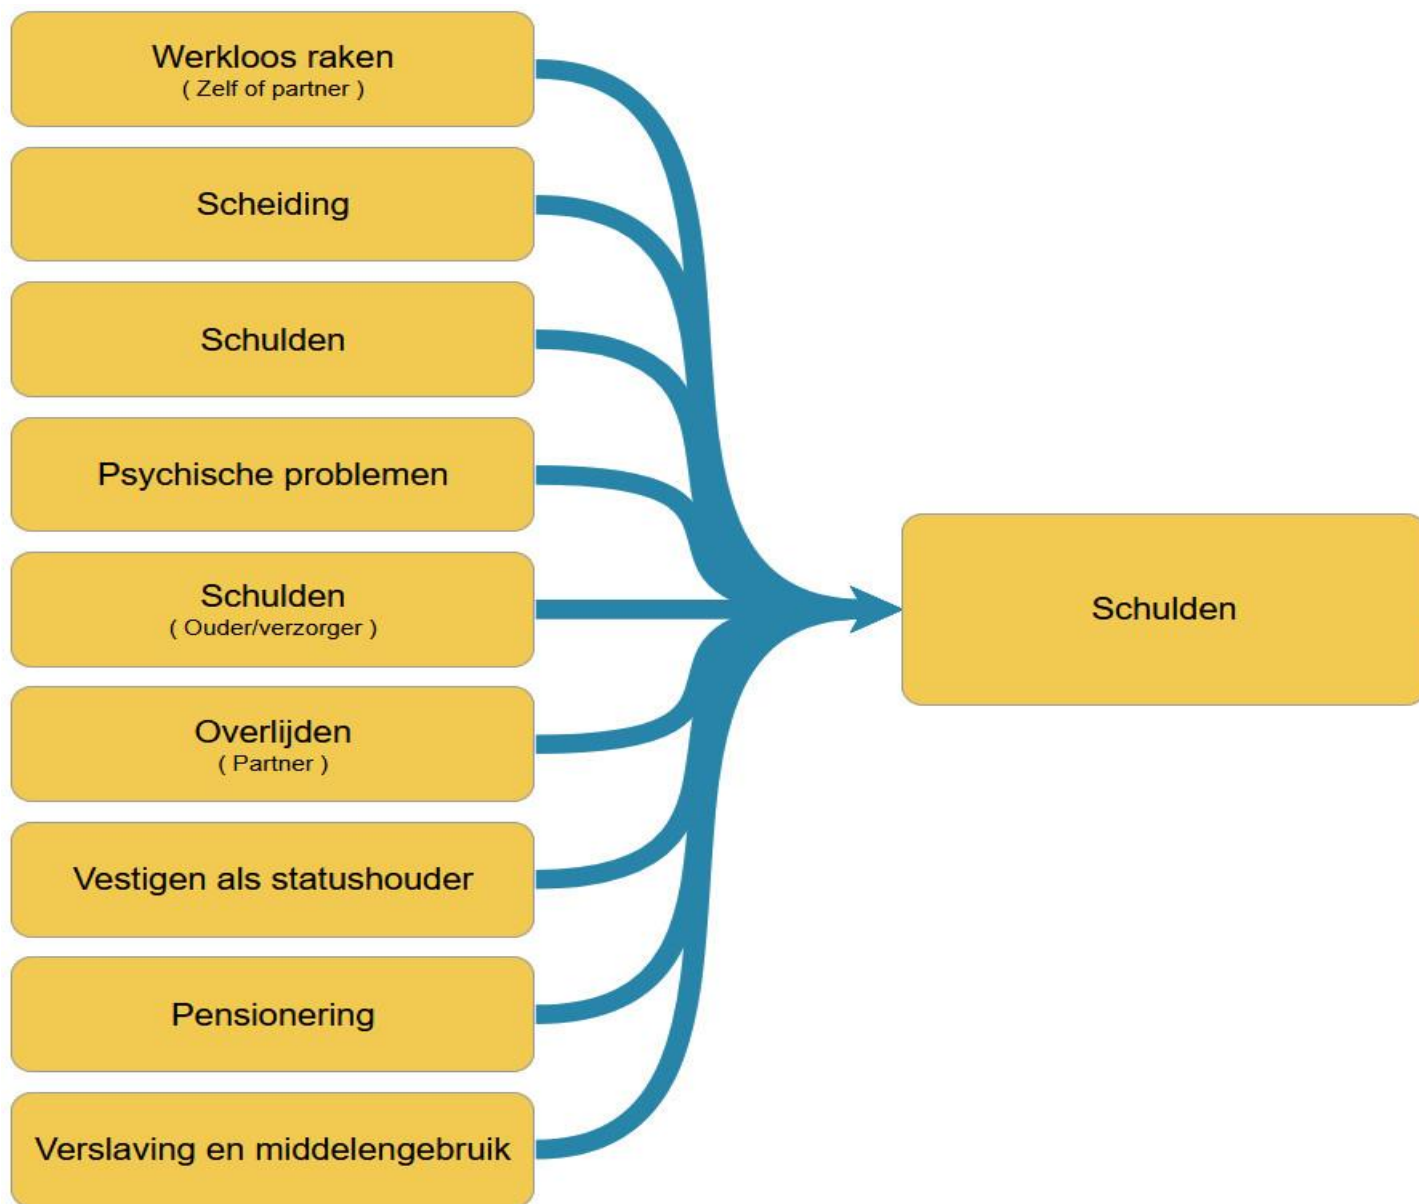 Werkloos raken
( Zelf of partner )
Scheiding
Schulden
Psychische problemen
Schulden
( Ouder/verzorger )
Overlijden
( Partner )
Vestigen als statushouder
Pensionering
Verslaving en middelengebruik
Schulden